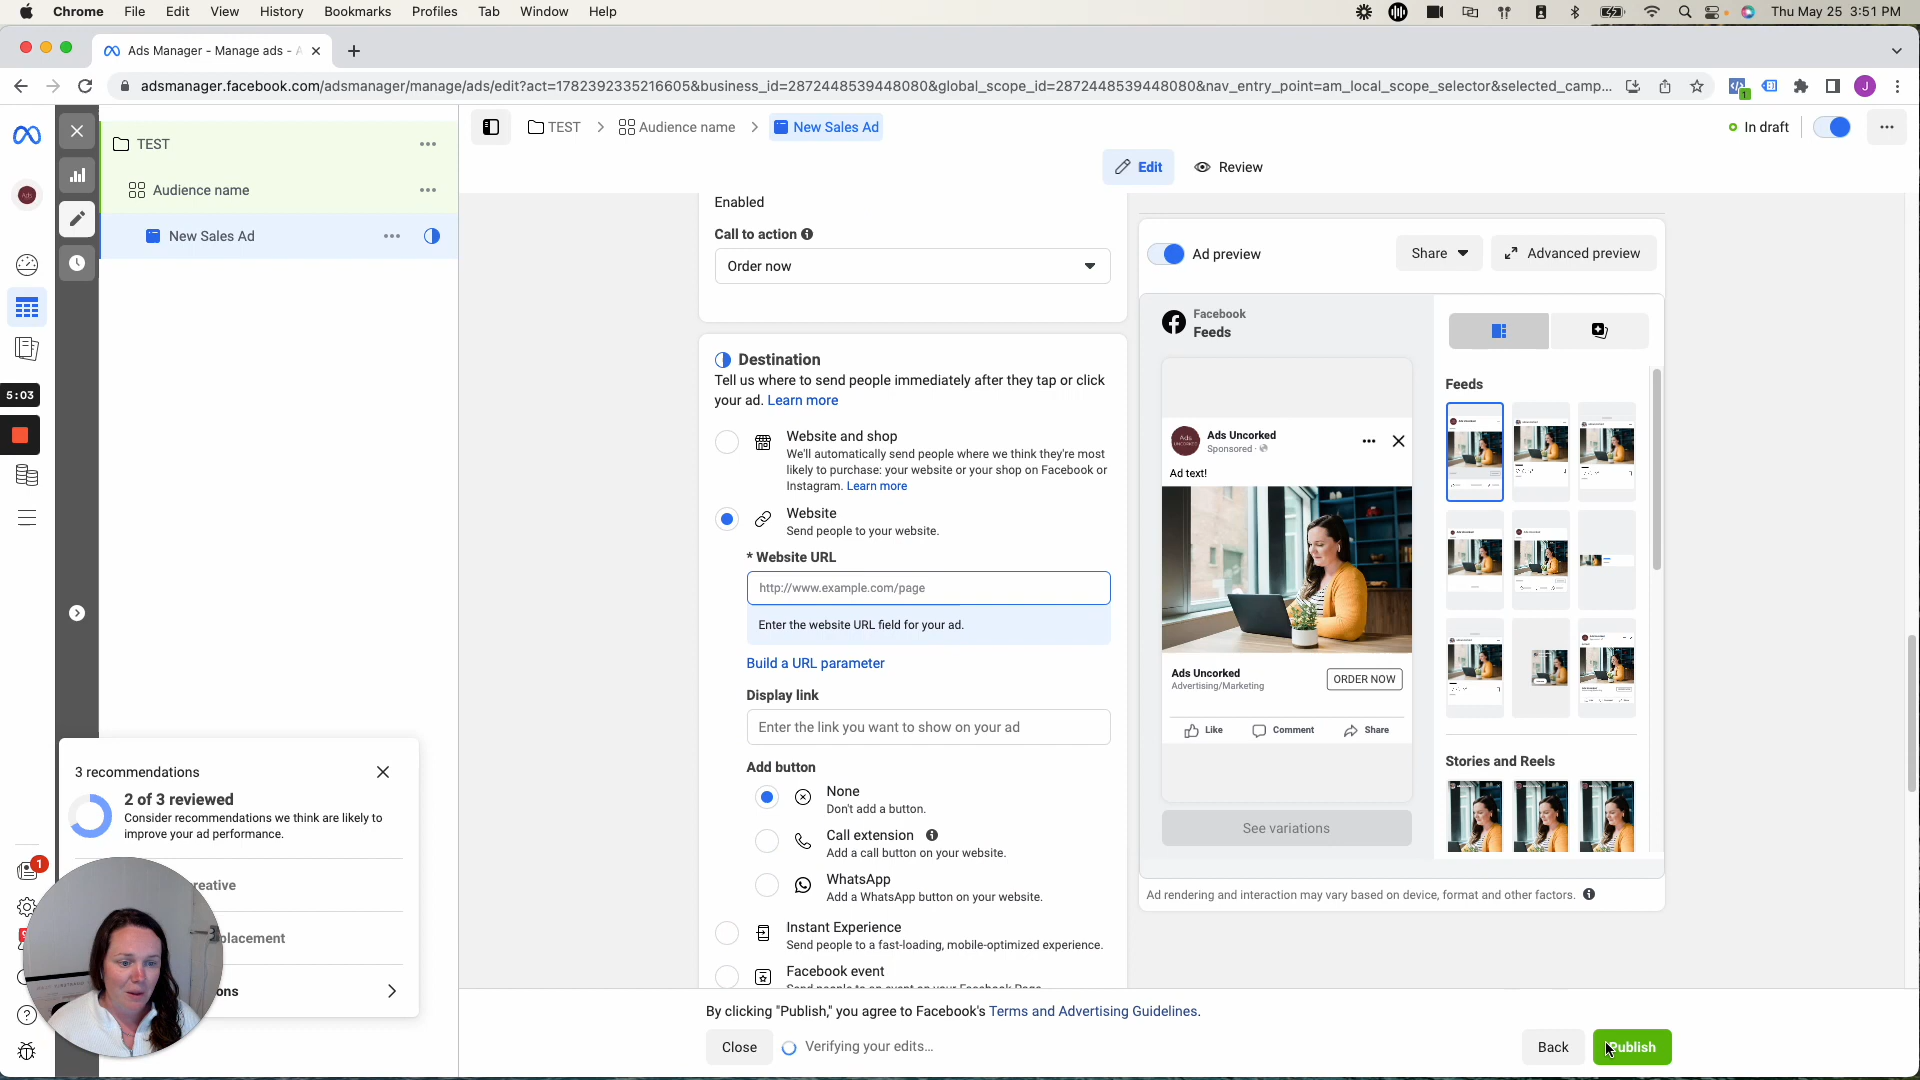 Chrome File Edit View History Bookmarks Profiles Tab Window Help
Thu May 25 3:51 PM
Ads Manager - Manage ads - A
adsmanager.facebook.com/adsmanager/manage/ads/edit?act=1782392335216605&business_id=2872448539448080&global_scope_id=2872448539448080&nav_entry_point=am_local_scope_selector&selected_camp...
1
J
TEST
Audience name
New Sales Ad
TEST
Audience name
New Sales Ad
In draft
Edit
Review
Enabled
Call to action
Order now
Destination
Tell us where to send people immediately after they tap or click
your ad. Learn more
Website and shop
We'll automatically send people where we think they're most
likely to purchase: your website or your shop on Facebook or
Instagram. Learn more
Website
Send people to your website.
* Website URL
http://www.example.com/page
Enter the website URL field for your ad.
Build a URL parameter
Display link
Enter the link you want to show on your ad
Add button
None
Don't add a button.
Call extension
Add a call button on your website.
WhatsApp
Add a WhatsApp button on your website.
Instant Experience
Send people to a fast-loading, mobile-optimized experience.
Facebook event
Send people to an event on your Facebook Page.
Ad preview
Share
Advanced preview
Facebook
Feeds
Ads Uncorked
Sponsored ·
Ad text!
Ads Uncorked
Advertising/Marketing
ORDER NOW
Like
Comment
Share
See variations
Feeds
Stories and Reels
Ad rendering and interaction may vary based on device, format and other factors.
5:03
3 recommendations
2 of 3 reviewed
Consider recommendations we think are likely to
improve your ad performance.
reative
placement
ons
1
By clicking "Publish," you agree to Facebook's Terms and Advertising Guidelines.
Close
Verifying your edits...
Back
Publish